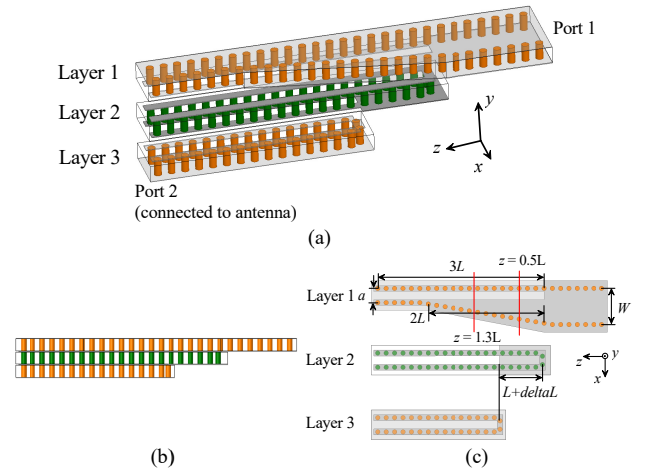 Port 1
Layer 1
Layer 2
Layer 3
y
z
x
Port 2
(connected to antenna)
(a)
3L
z = 0.5L
Layer 1
a
W
2L
z = 1.3L
Layer 2
z
y
x
L+deltaL
Layer 3
(b)
(c)